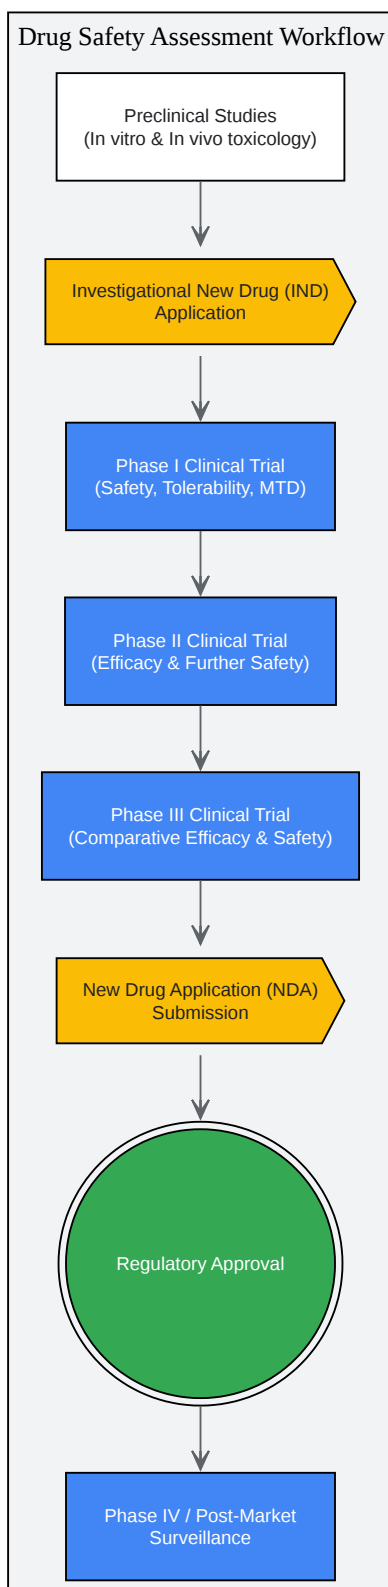 Drug Safety Assessment Workflow
Preclinical Studies
(In vitro & In vivo toxicology)
Investigational New Drug (IND)
Application
Phase I Clinical Trial
(Safety, Tolerability, MTD)
Phase II Clinical Trial
(Efficacy & Further Safety)
Phase III Clinical Trial
(Comparative Efficacy & Safety)
New Drug Application (NDA)
Submission
Regulatory Approval
Phase IV / Post-Market
Surveillance